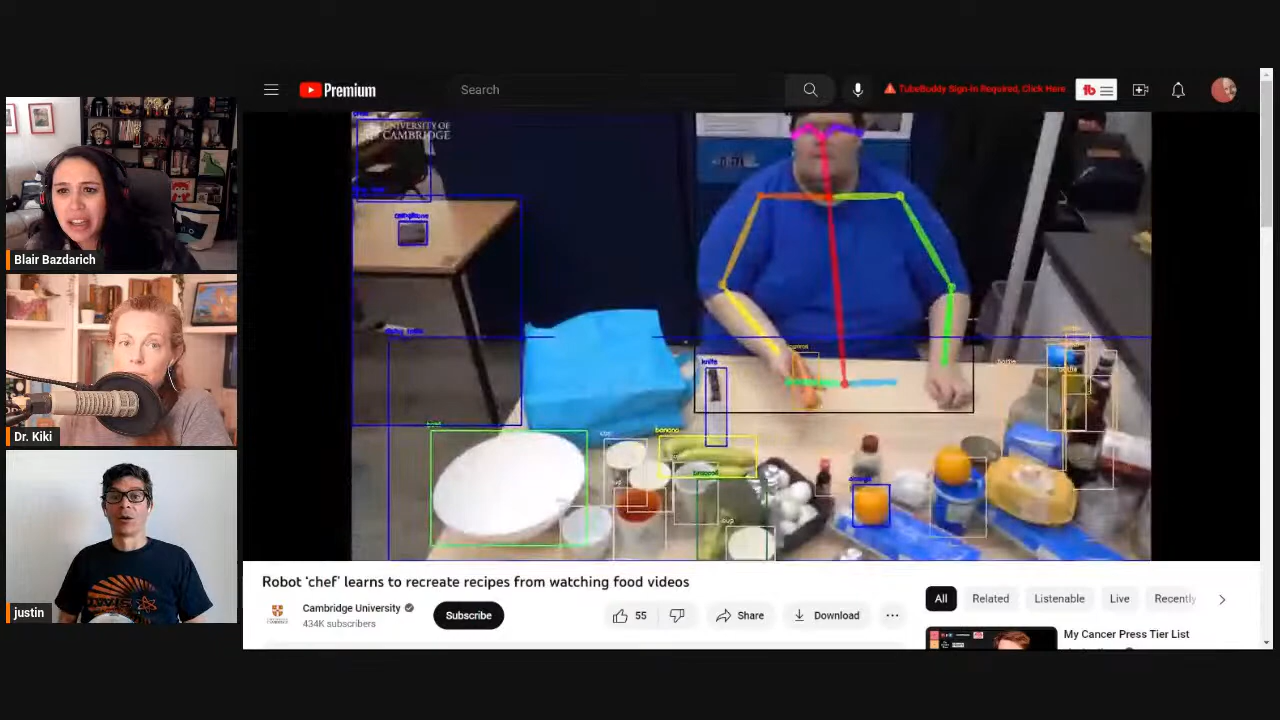 Premium
Search
TubeBuddy Sign-in Required, Click Here
tb
UNIVERSITY OF
CAMBRIDGE
knife
banana
bottle
Blair Bazdarich
Dr. Kiki
justin
Robot 'chef' learns to recreate recipes from watching food videos
Cambridge University
434K subscribers
Subscribe
55
Share
Download
All
Related
Listenable
Live
Recently
My Cancer Press Tier List